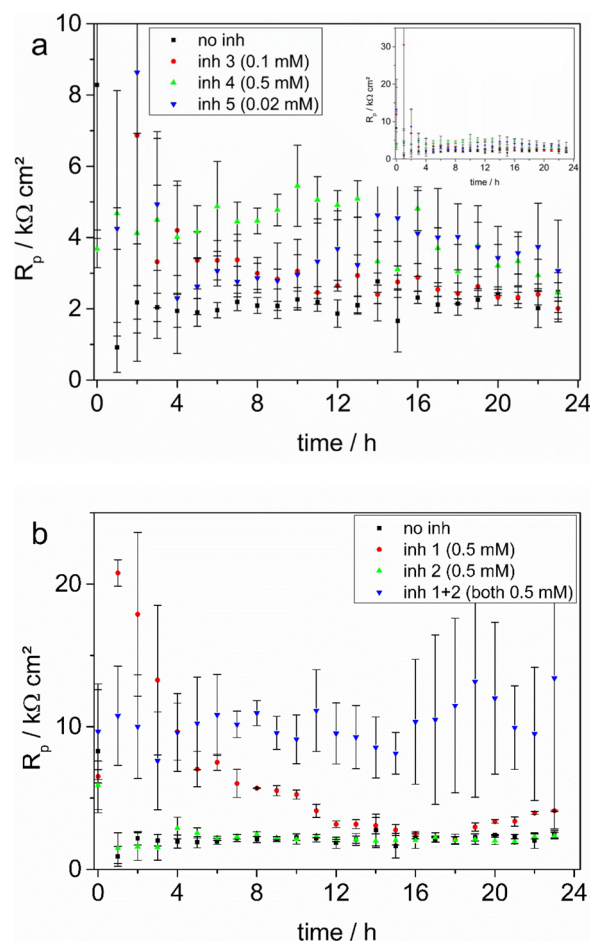 a
no inh
inh 3 (0.1 mM)
inh 4 (0.5 mM)
inh 5 (0.02 mM)
Rp / kΩ cm²
10
8
6
4
2
0
0 4 8 12 16 20 24
time / h
Rp / kΩ cm²
35
30
25
20
15
10
5
0
0 4 8 12 16 20 24
time / h
b
no inh
inh 1 (0.5 mM)
inh 2 (0.5 mM)
inh 1+2 (both 0.5 mM)
Rp / kΩ cm²
20
10
0
0 4 8 12 16 20 24
time / h